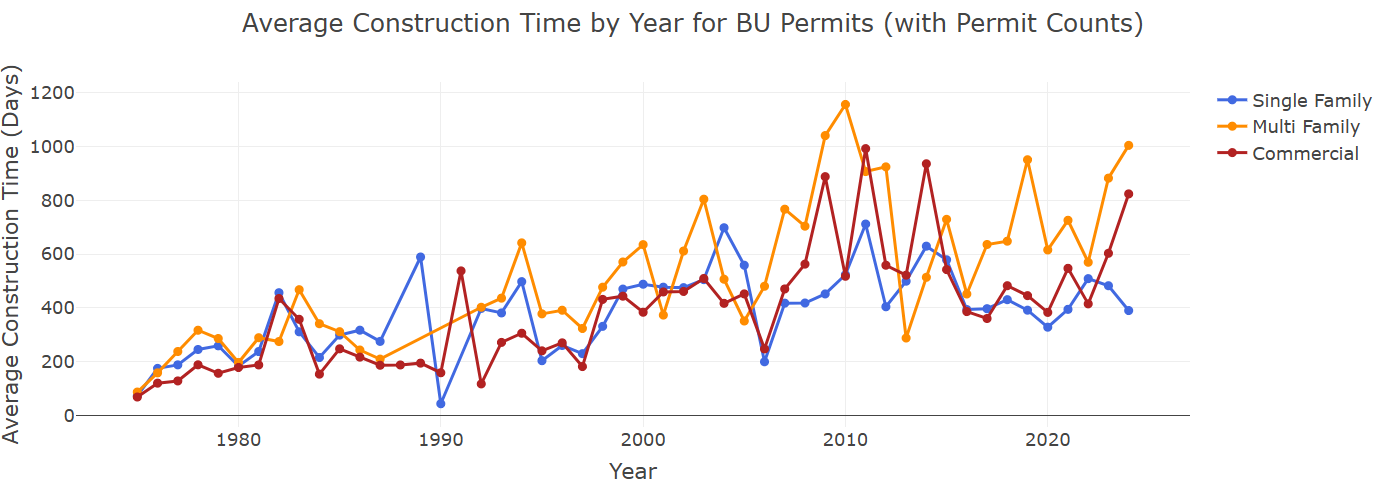 Average Construction Time by Year for BU Permits (with Permit Counts)
Average Construction Time (Days)
1200
1000
800
600
400
200
0
1980
1990
2000
2010
2020
Year
Single Family
Multi Family
Commercial